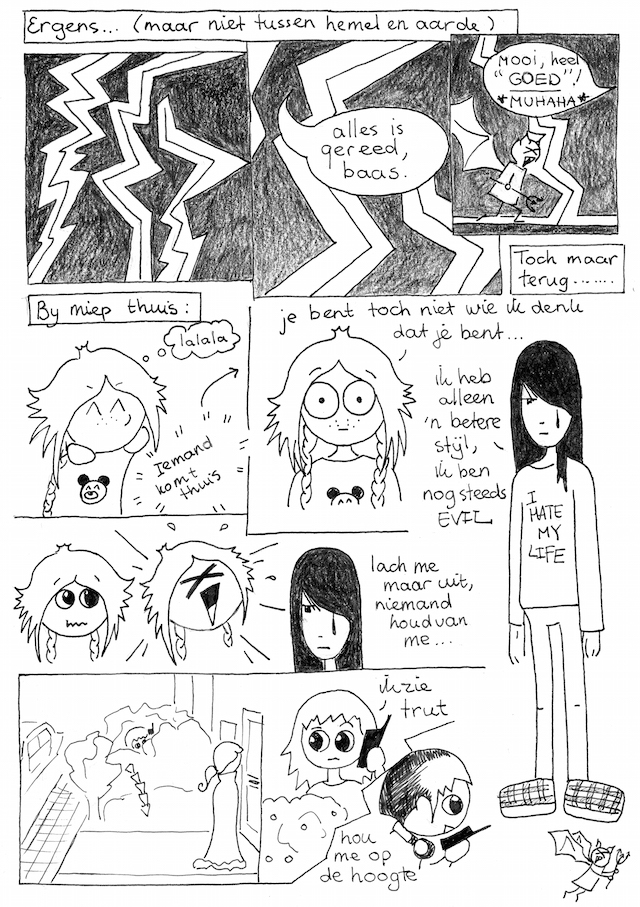 Ergens... (maar niet tussen hemel en aarde)
alles is
gereed,
baas.
Mooi, heel
"GOED"!
*MUHAHA*
Toch maar
terug.......
By miep thuis:
lalala
Iemand
komt
thuis
je bent toch niet wie ik denk
dat je bent...
ik heb
alleen
'n betere
stijl,
ik ben
nog steeds
EVIL
I
HATE
MY
LIFE
lach me
maar uit,
niemand
houd van
me...
ik zie
trut
hou
me op
de hoogte